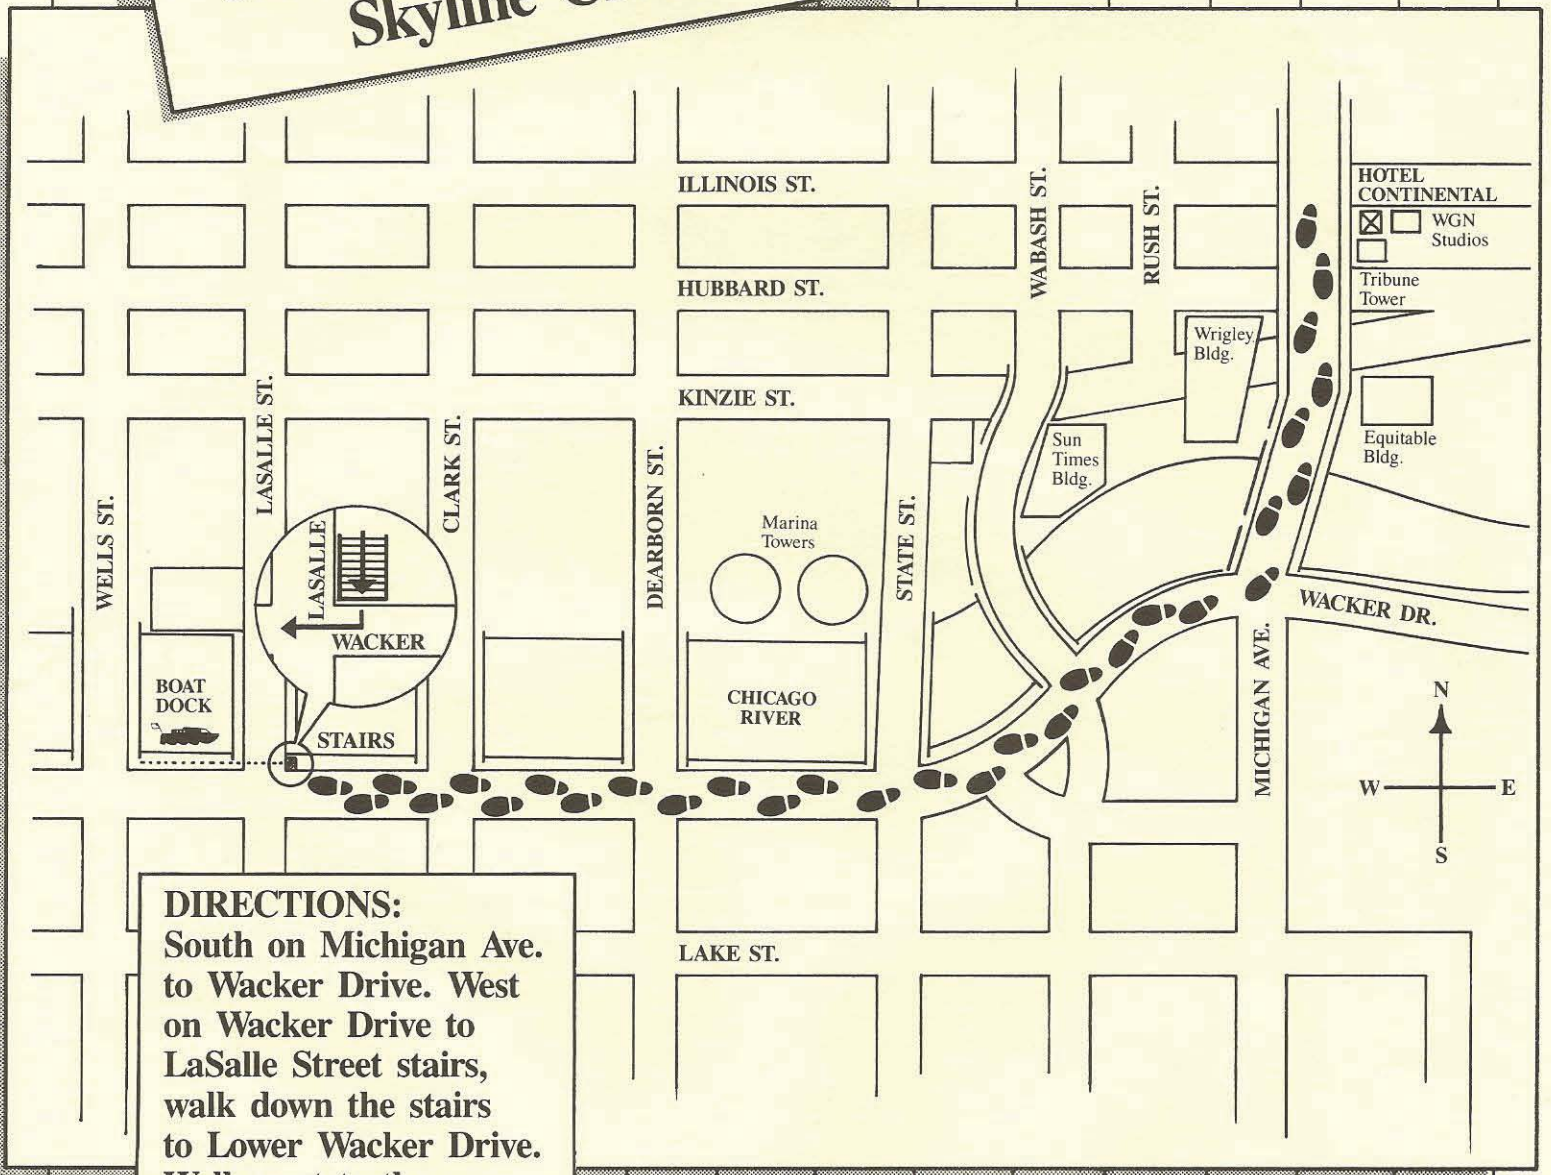 Skyline
ILLINOIS ST.
HUBBARD ST.
KINZIE ST.
WABASH ST.
RUSH ST.
HOTEL
CONTINENTAL
WGN
Studios
Tribune
Tower
Wrigley
Bldg.
Equitable
Bldg.
Sun
Times
Bldg.
WELLS ST.
LASALLE ST.
CLARK ST.
DEARBORN ST.
STATE ST.
Marina
Towers
LASALLE
WACKER
BOAT
DOCK
STAIRS
CHICAGO
RIVER
WACKER DR.
MICHIGAN AVE.
N
W
E
S
LAKE ST.
DIRECTIONS:
South on Michigan Ave.
to Wacker Drive. West
on Wacker Drive to
LaSalle Street stairs,
walk down the stairs
to Lower Wacker Drive.